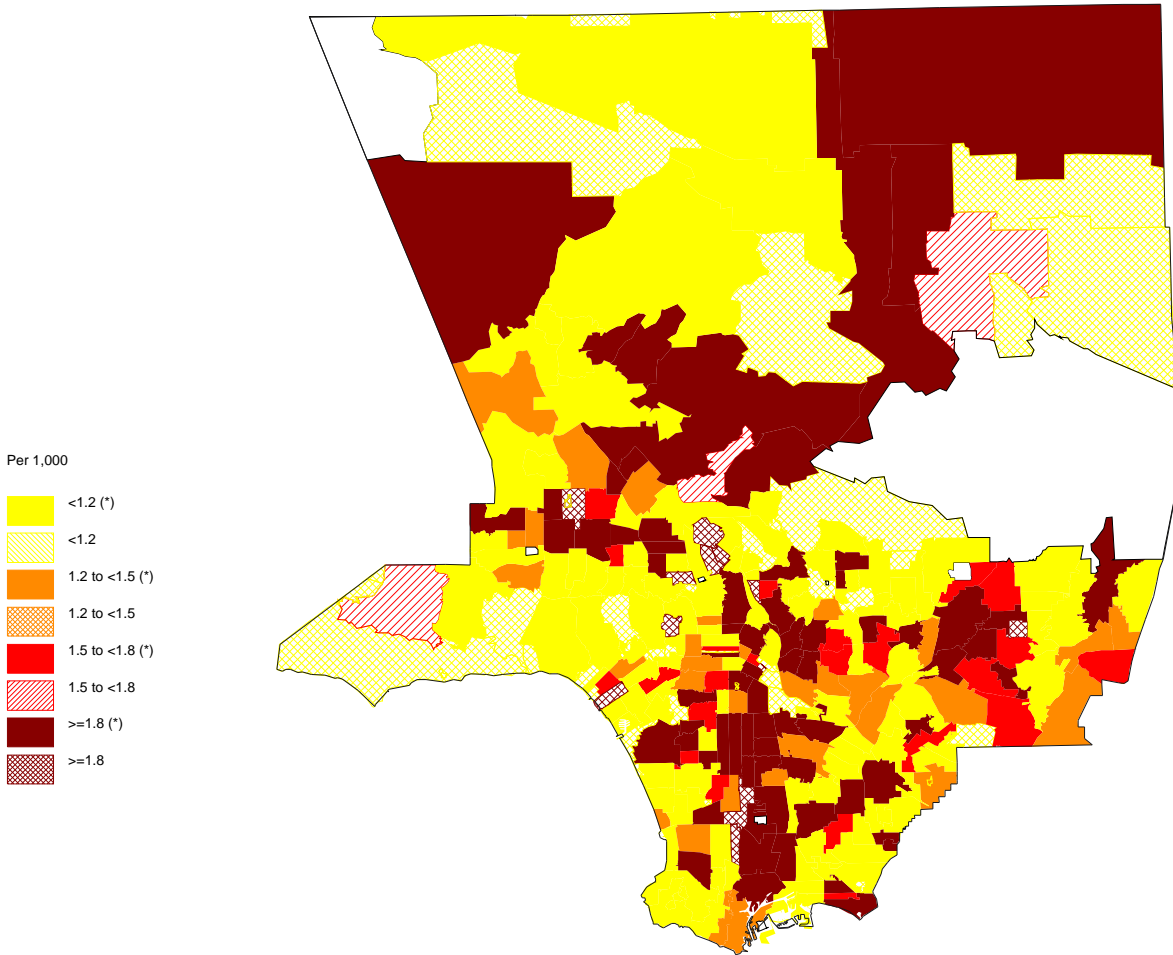 Per 1,000
<1.2 (*)
<1.2
1.2 to <1.5 (*)
1.2 to <1.5
1.5 to <1.8 (*)
1.5 to <1.8
>=1.8 (*)
>=1.8